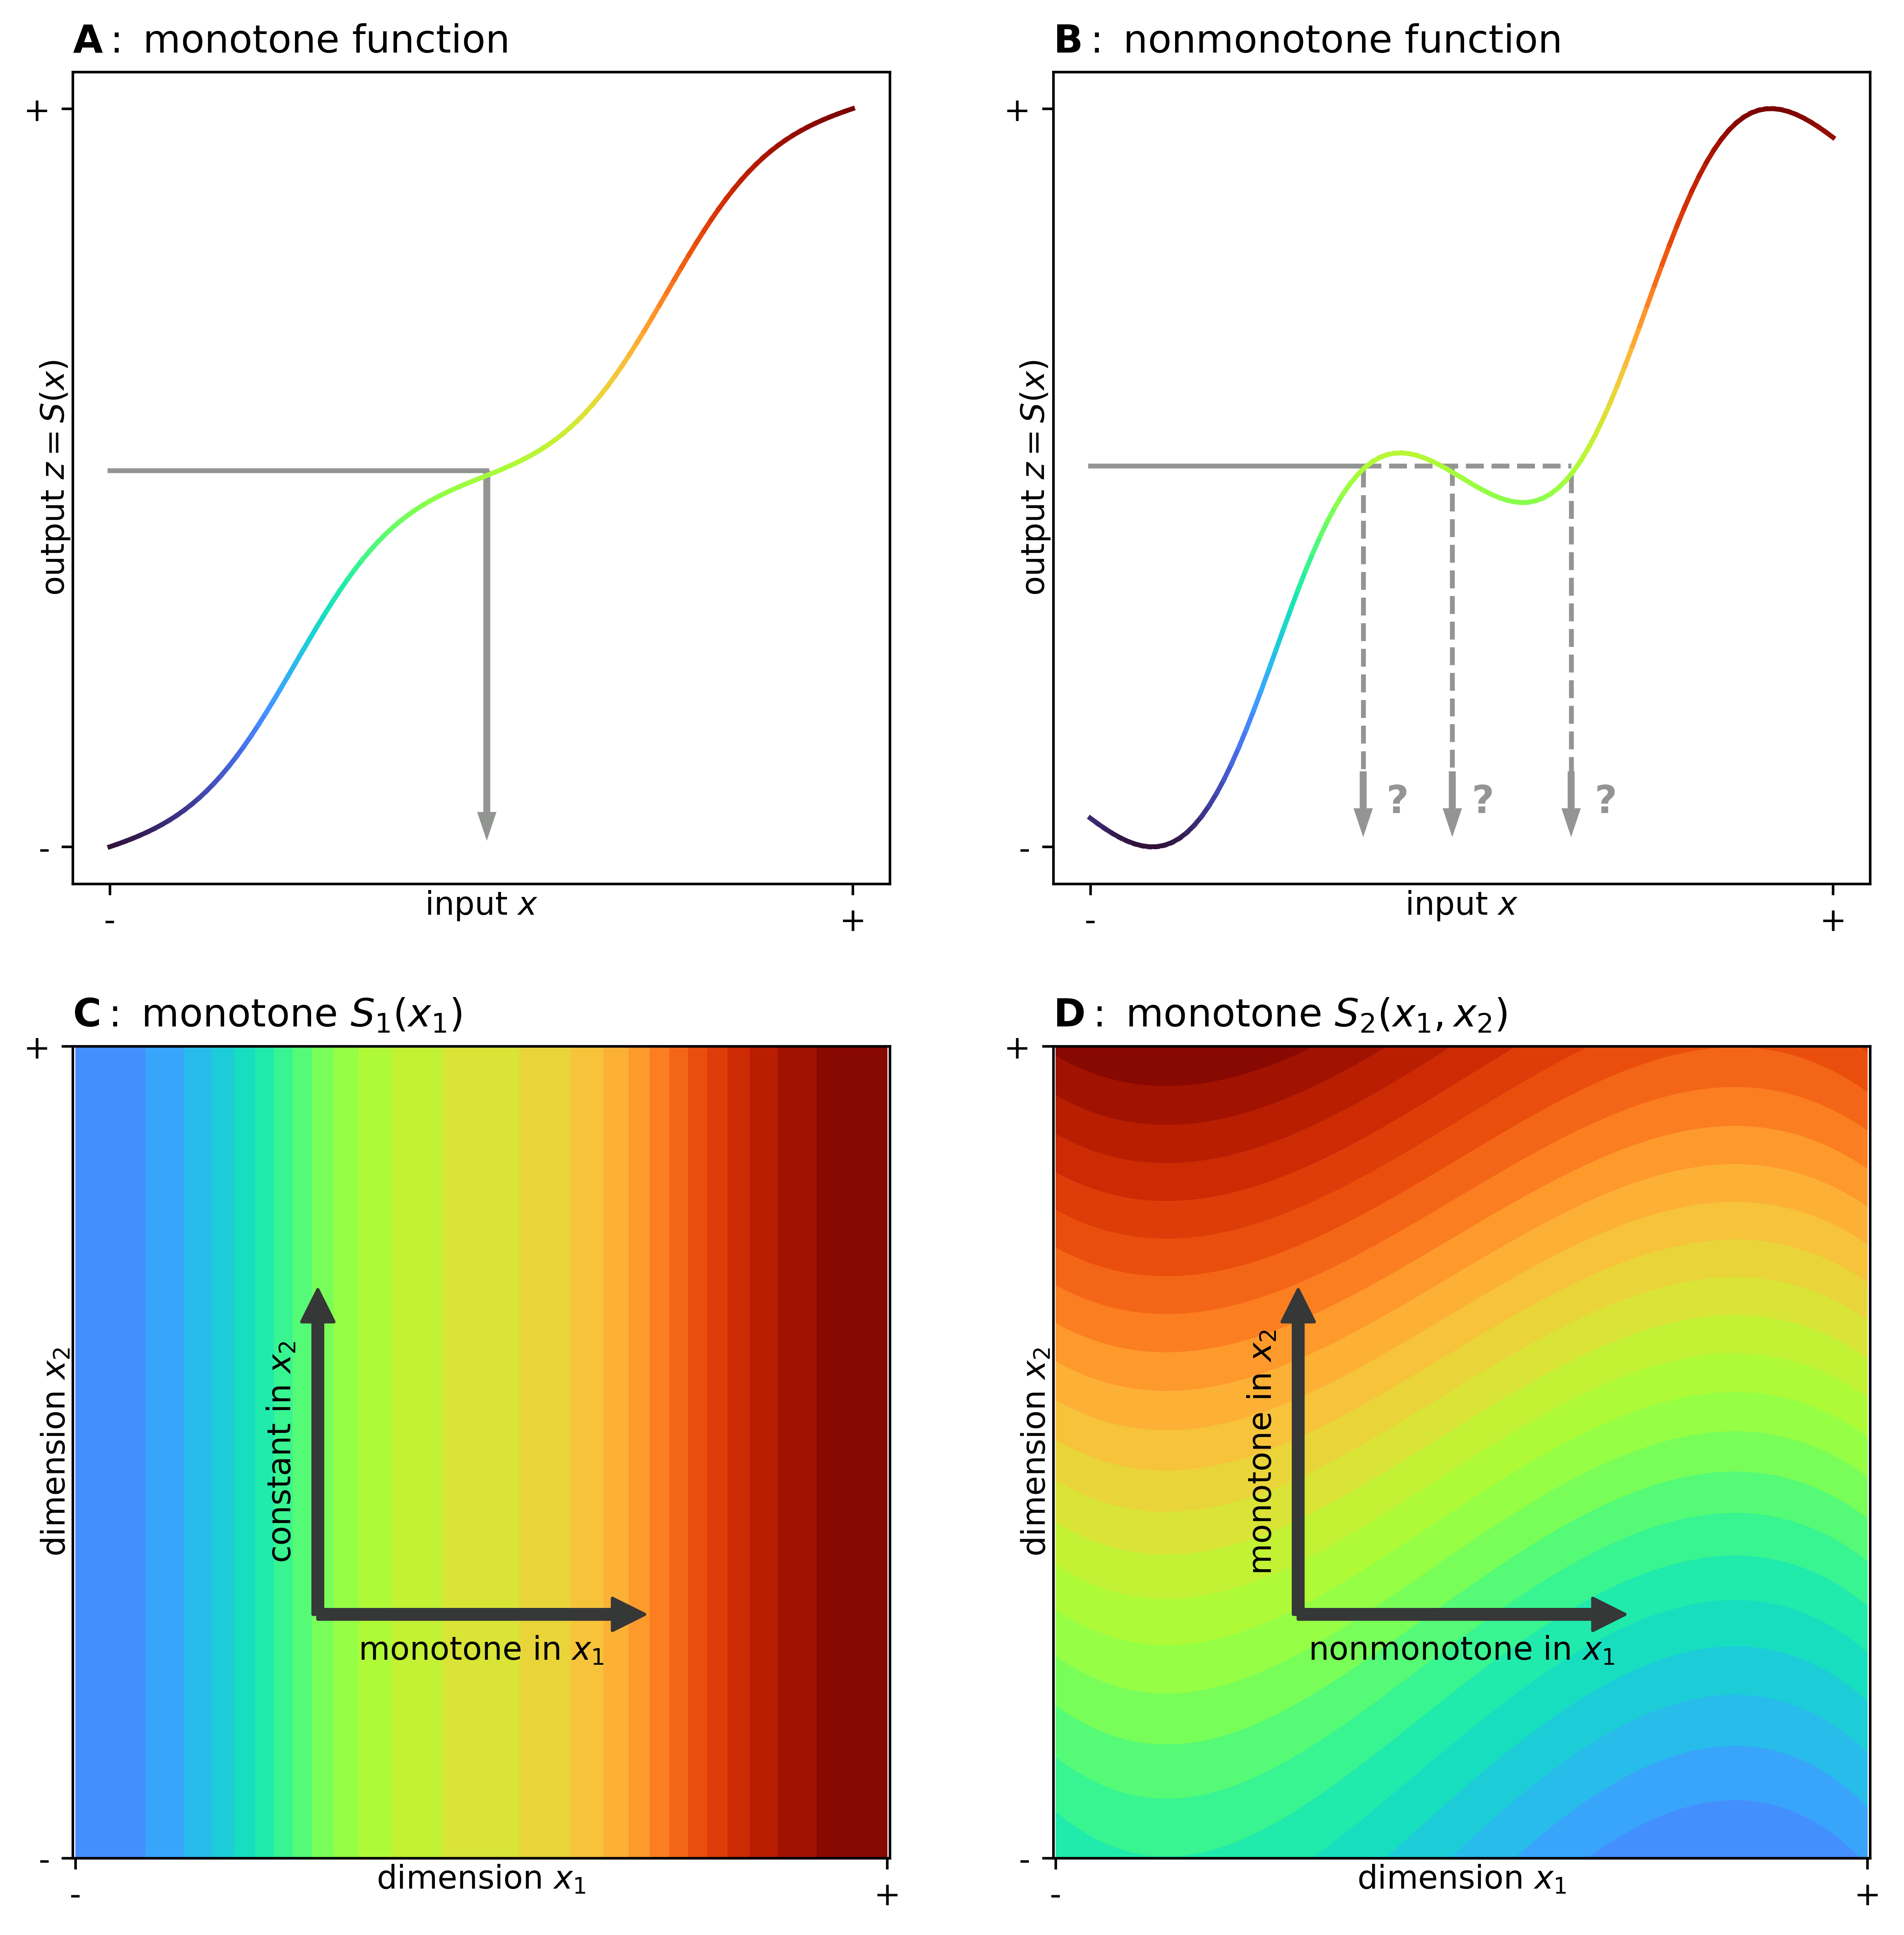 A: monotone function
+
output z = S(x)
-
-
input x
+
B: nonmonotone function
+
output z = S(x)
? ? ?
-
-
input x
+
C: monotone S₁(x₁)
+
dimension x₂
constant in x₂
monotone in x₁
-
-
dimension x₁
+
D: monotone S₂(x₁, x₂)
+
dimension x₂
monotone in x₂
nonmonotone in x₁
-
-
dimension x₁
+